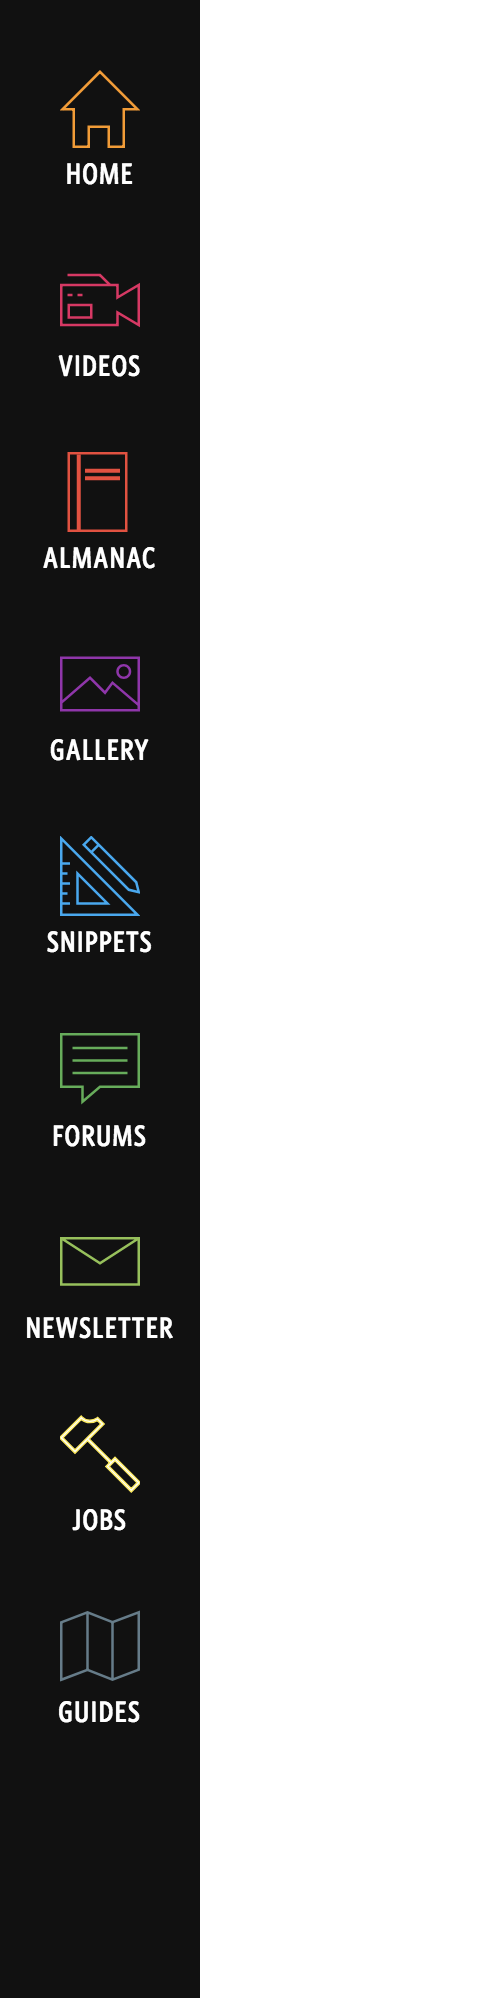 HOME
VIDEOS
ALMANAC
GALLERY
SNIPPETS
FORUMS
NEWSLETTER
JOBS
GUIDES